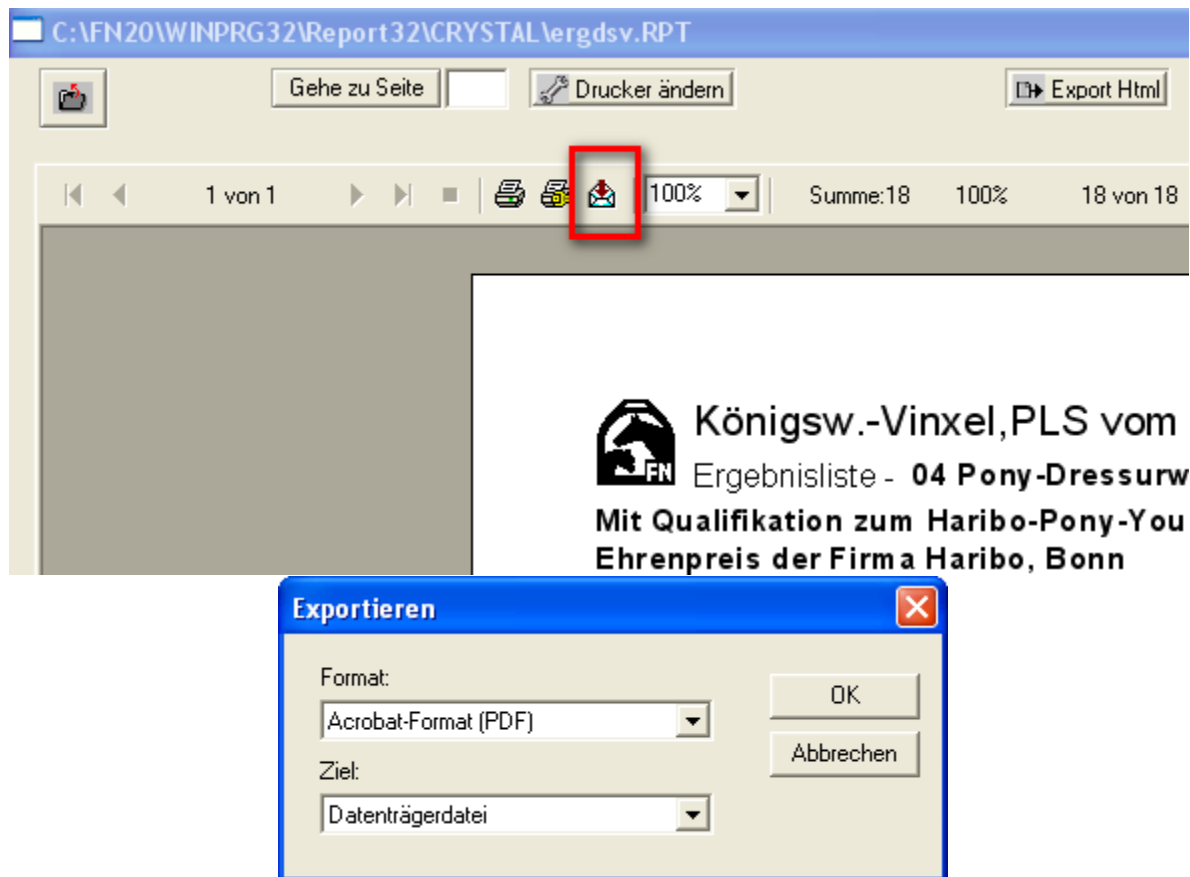 C:\FN20\WINPRG32\Report32\CRYSTAL\ergdsv.RPT
Gehe zu Seite Drucker ändern Export Html
1 von 1 100% Summe:18 100% 18 von 18
FN
Königsw.-Vinxel,PLS vom
Ergebnisliste - 04 Pony-Dressurw
Mit Qualifikation zum Haribo-Pony-You
Ehrenpreis der Firma Haribo, Bonn
Exportieren
Format:
OK
Acrobat-Format (PDF)
Abbrechen
Ziel:
Datenträgerdatei